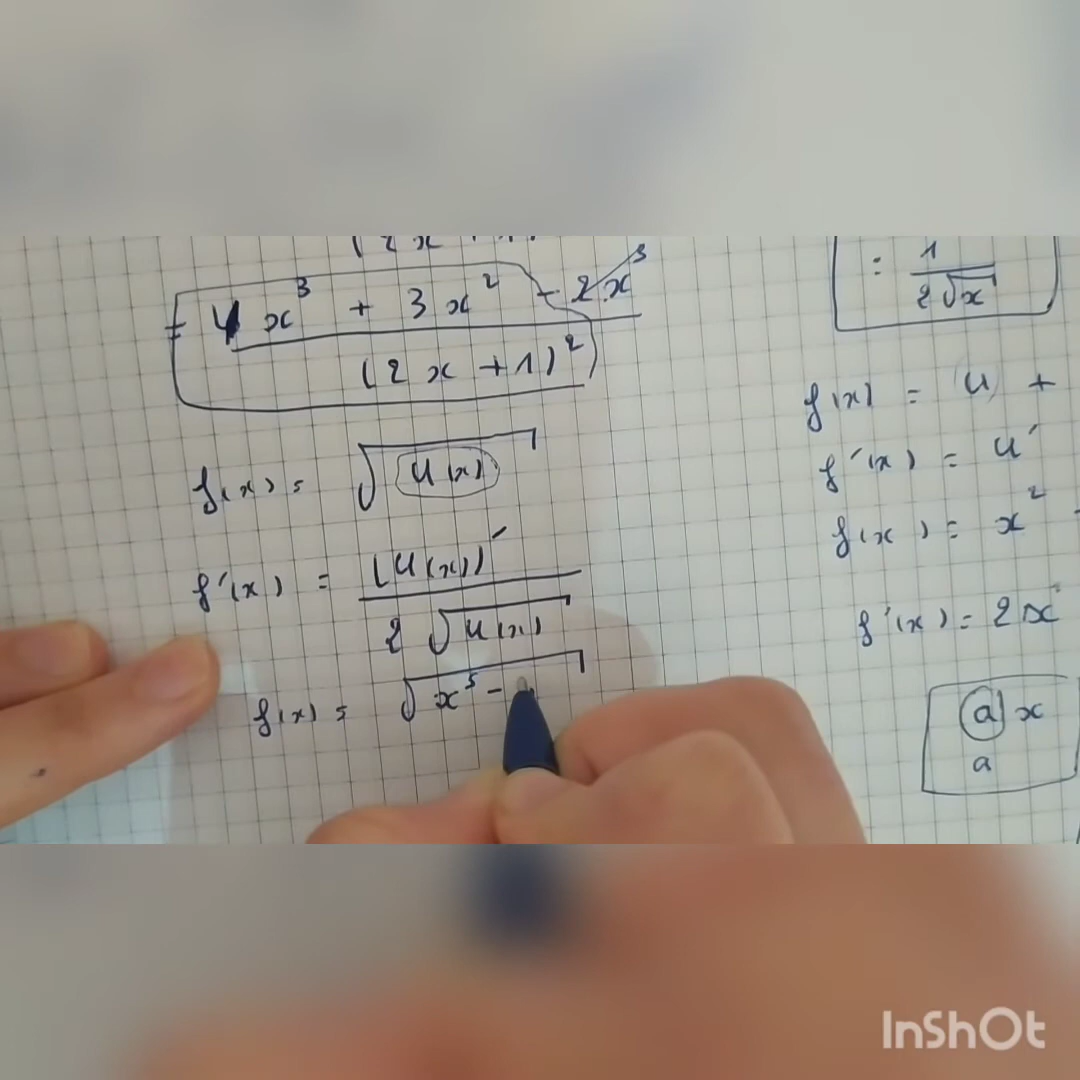 = 4x³ + 3x² - 2x³
(2x + 1)²
f(x) = √u(x)
f'(x) = (u(x))'
2√u(x)
f(x) = √x⁵ -
= 1
2√x
f(x) = u +
f'(x) = u'
f(x) = x²
f'(x) = 2x
a x
a
InShOt